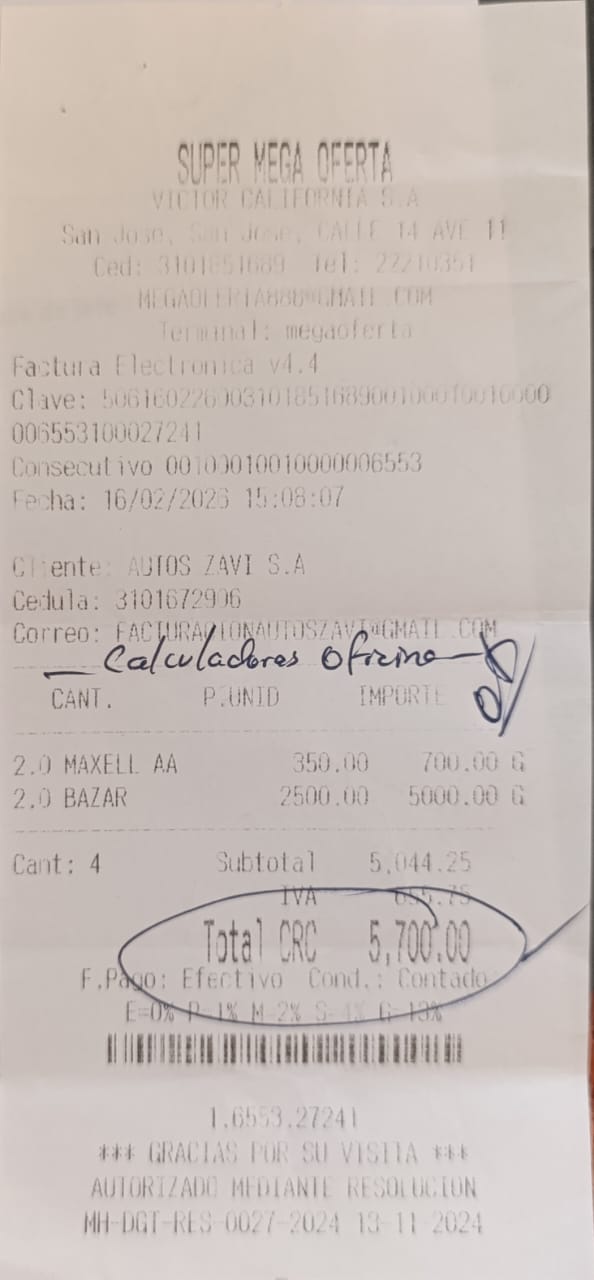 SUPER MEGA OFERTA
VICTOR CALIFORNIA S.A
San Jose, San Jose, CALLE 14 AVE 11
Ced: 3101851689 Tel: 22210351
MEGAOFERTA888@GMAIL.COM
Terminal: megaoferta
Factura Electronica v4.4
Clave: 50616022600310185168900100010010000
006553100027241
Consecutivo 00100010010000006553
Fecha: 16/02/2026 15:08:07
Cliente: AUTOS ZAVI S.A
Cedula: 3101672906
Correo: FACTURACIONAUTOSZAVI@GMAIL.COM
Calculadores oficina
CANT. P.UNID IMPORTE
2.0 MAXELL AA 350.00 700.00 G
2.0 BAZAR 2500.00 5000.00 G
Cant: 4 Subtotal 5,044.25
IVA 655.75
Total CRC 5,700.00
F.Pago: Efectivo Cond.: Contado
E=0% R-1% M-2% S-4% G-13%
1.6553.27241
*** GRACIAS POR SU VISITA ***
AUTORIZADO MEDIANTE RESOLUCION
MH-DGT-RES-0027-2024 13-11-2024